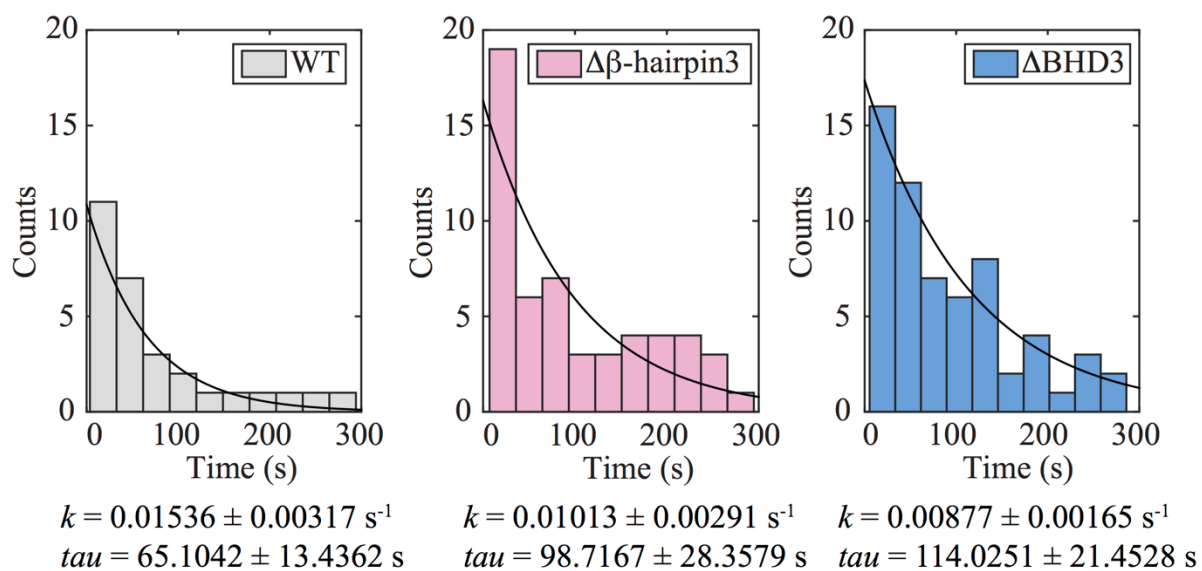 WT
Counts
20
15
10
5
0
0 100 200 300
Time (s)
k = 0.01536 ± 0.00317 s⁻¹
tau = 65.1042 ± 13.4362 s
Δβ-hairpin3
Counts
20
15
10
5
0
0 100 200 300
Time (s)
k = 0.01013 ± 0.00291 s⁻¹
tau = 98.7167 ± 28.3579 s
ΔBHD3
Counts
20
15
10
5
0
0 100 200 300
Time (s)
k = 0.00877 ± 0.00165 s⁻¹
tau = 114.0251 ± 21.4528 s